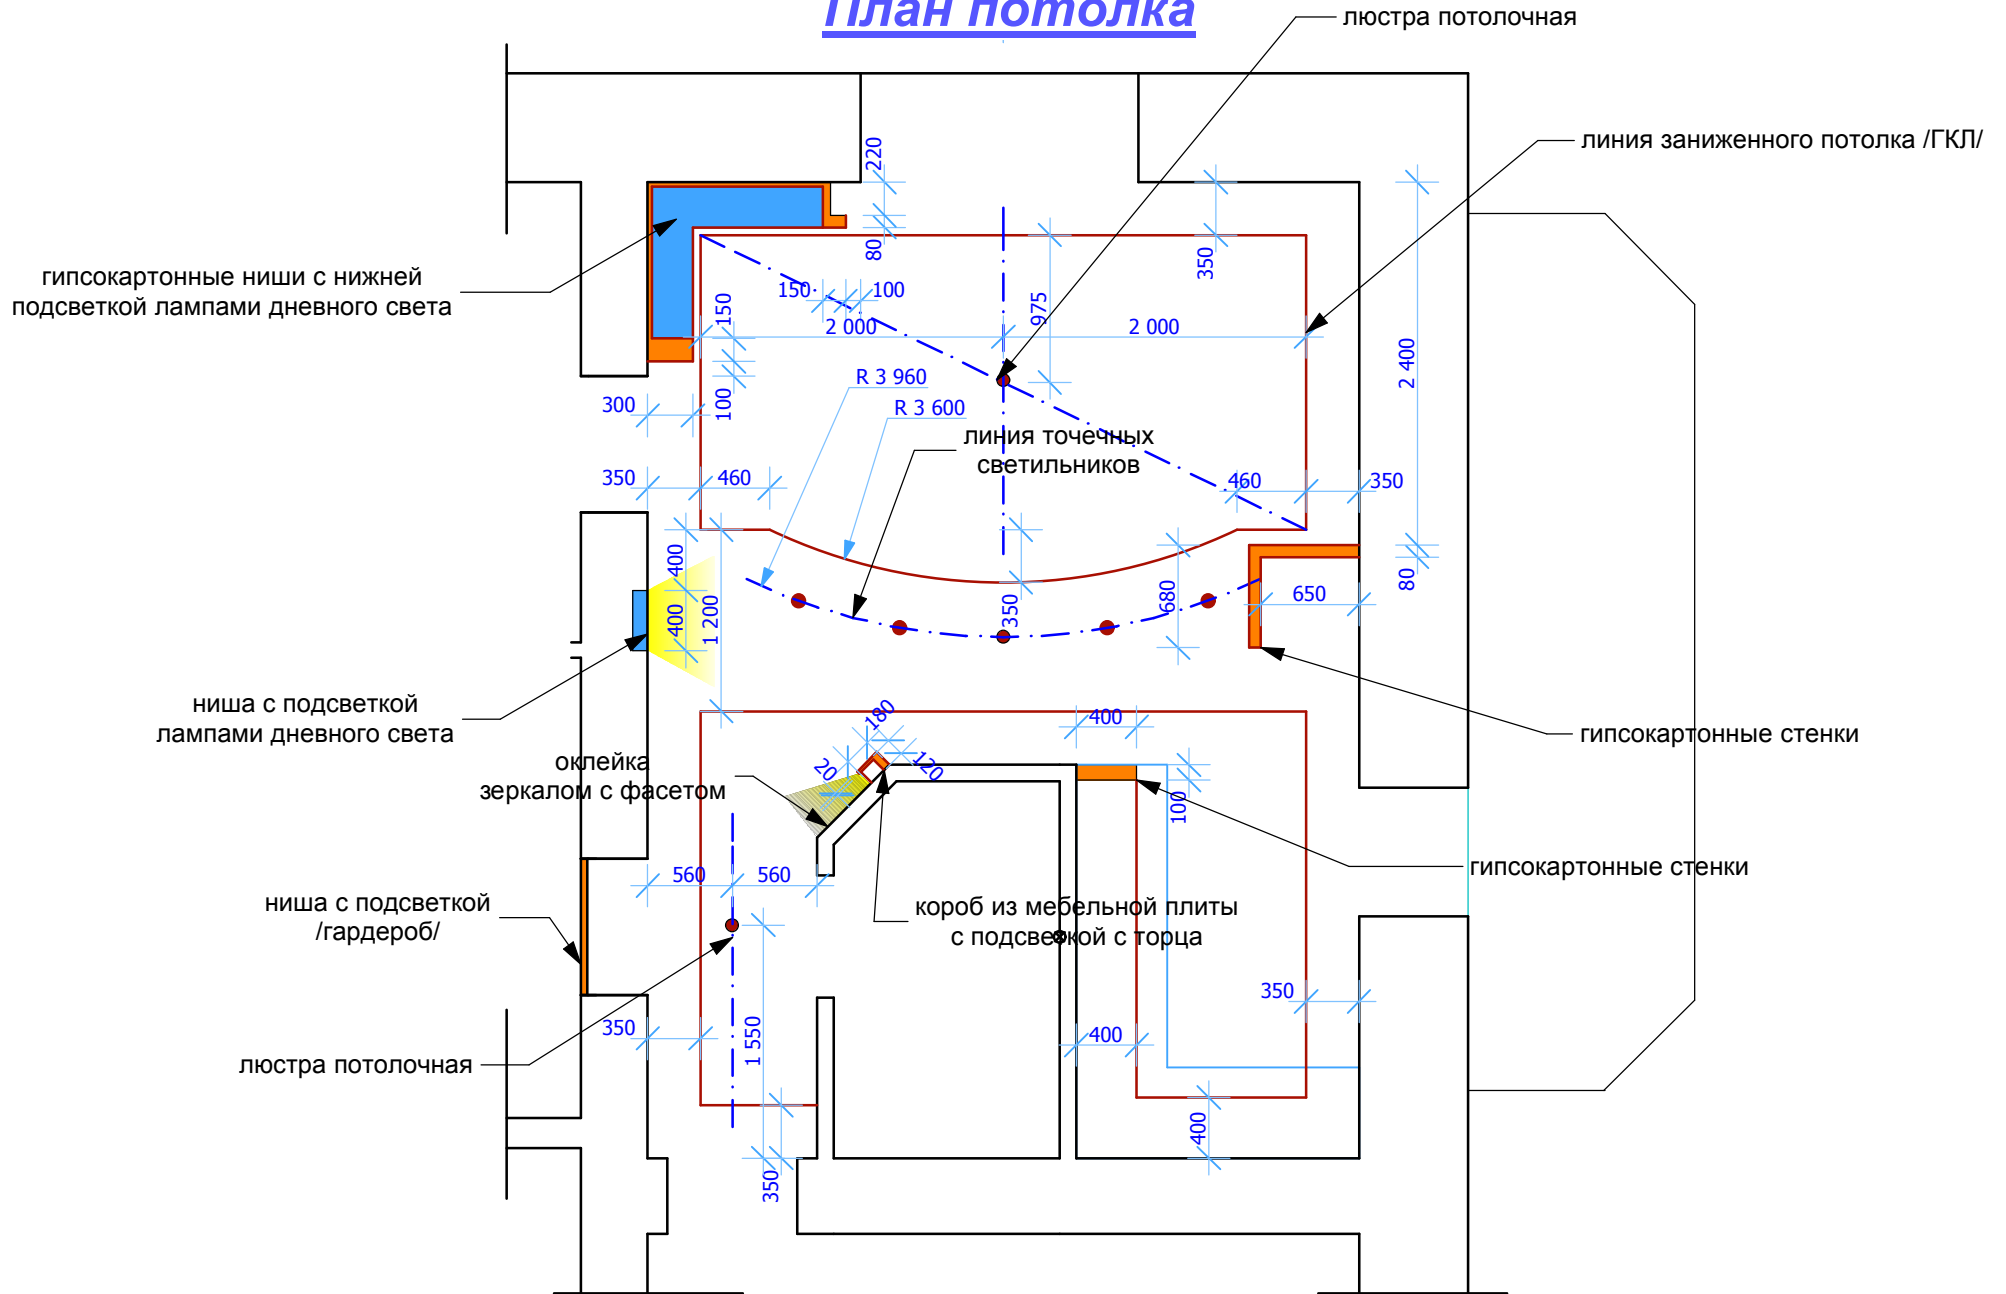 План потолка
люстра потолочная
линия заниженного потолка /ГКЛ/
220
80
350
гипсокартонные ниши с нижней
подсветкой лампами дневного света
150
100
975
150
2 000
2 000
2 400
R 3 960
300
100
R 3 600
линия точечных
светильников
350
460
460
350
400
400
1 200
350
680
650
80
ниша с подсветкой
лампами дневного света
180
400
гипсокартонные стенки
оклейка
зеркалом с фасетом
20
120
100
560
560
гипсокартонные стенки
ниша с подсветкой
/гардероб/
короб из мебельной плиты
с подсветкой с торца
350
350
1 550
400
люстра потолочная
400
350